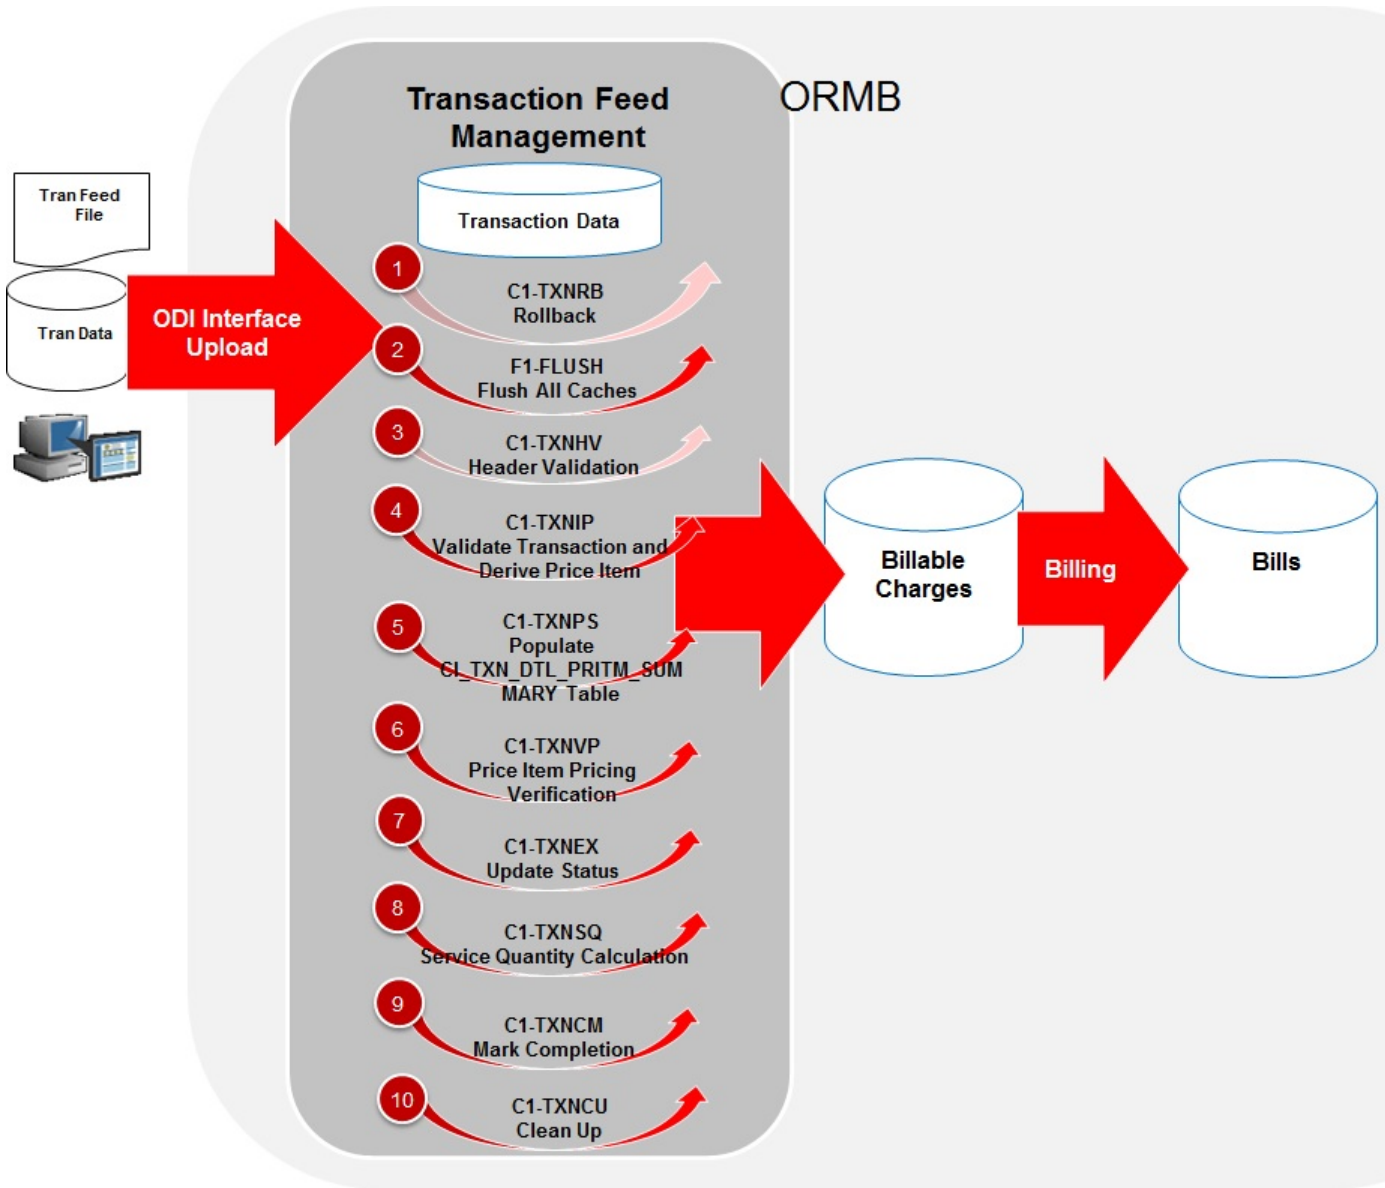 Transaction Feed
Management
ORMB
Tran Feed
File
Transaction Data
Tran Data
ODI Interface
Upload
1
C1-TXNRB
Rollback
2
F1-FLUSH
Flush All Caches
3
C1-TXNHV
Header Validation
4
C1-TXNIP
Validate Transaction and
Derive Price Item
5
C1-TXNPS
Populate
CI_TXN_DTL_PRITM_SUM
MARY Table
6
C1-TXNVP
Price Item Pricing
Verification
7
C1-TXNEX
Update Status
8
C1-TXNSQ
Service Quantity Calculation
9
C1-TXNCM
Mark Completion
10
C1-TXNCU
Clean Up
Billable
Charges
Billing
Bills